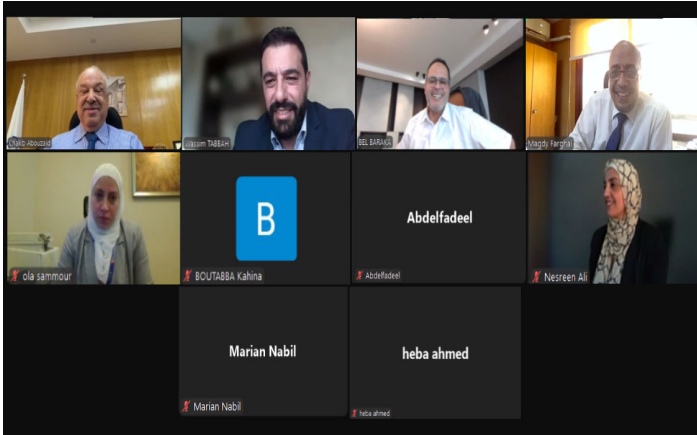 Chakib Abouzaid
Wassim TABBAH
BEL BARAKA
Magdy Farghal
ola sammour
B
BOUTABBA Kahina
Abdelfadeel
Abdelfadeel
Nesreen Ali
Marian Nabil
Marian Nabil
heba ahmed
heba ahmed